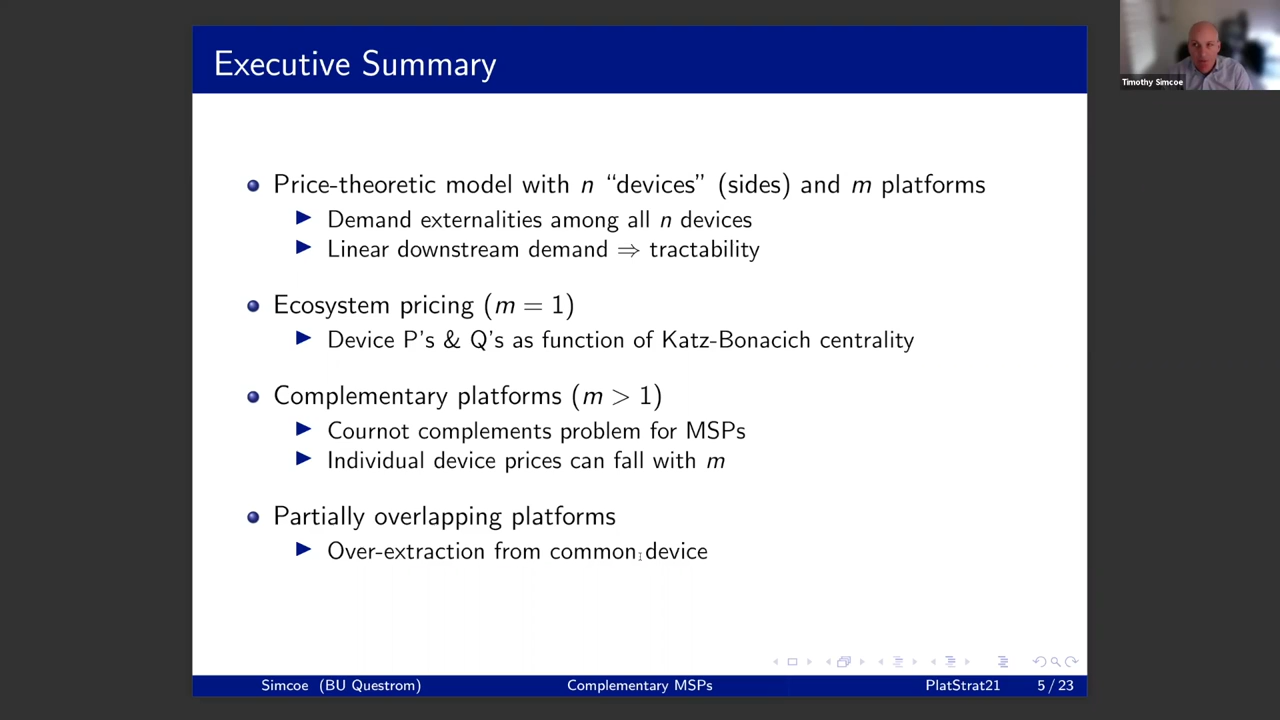 Executive Summary
Timothy Simcoe
Price-theoretic model with n “devices” (sides) and m platforms
Demand externalities among all n devices
Linear downstream demand ⇒ tractability
Ecosystem pricing (m = 1)
Device P's & Q's as function of Katz-Bonacich centrality
Complementary platforms (m > 1)
Cournot complements problem for MSPs
Individual device prices can fall with m
Partially overlapping platforms
Over-extraction from common device
Simcoe (BU Questrom) Complementary MSPs PlatStrat21 5 / 23